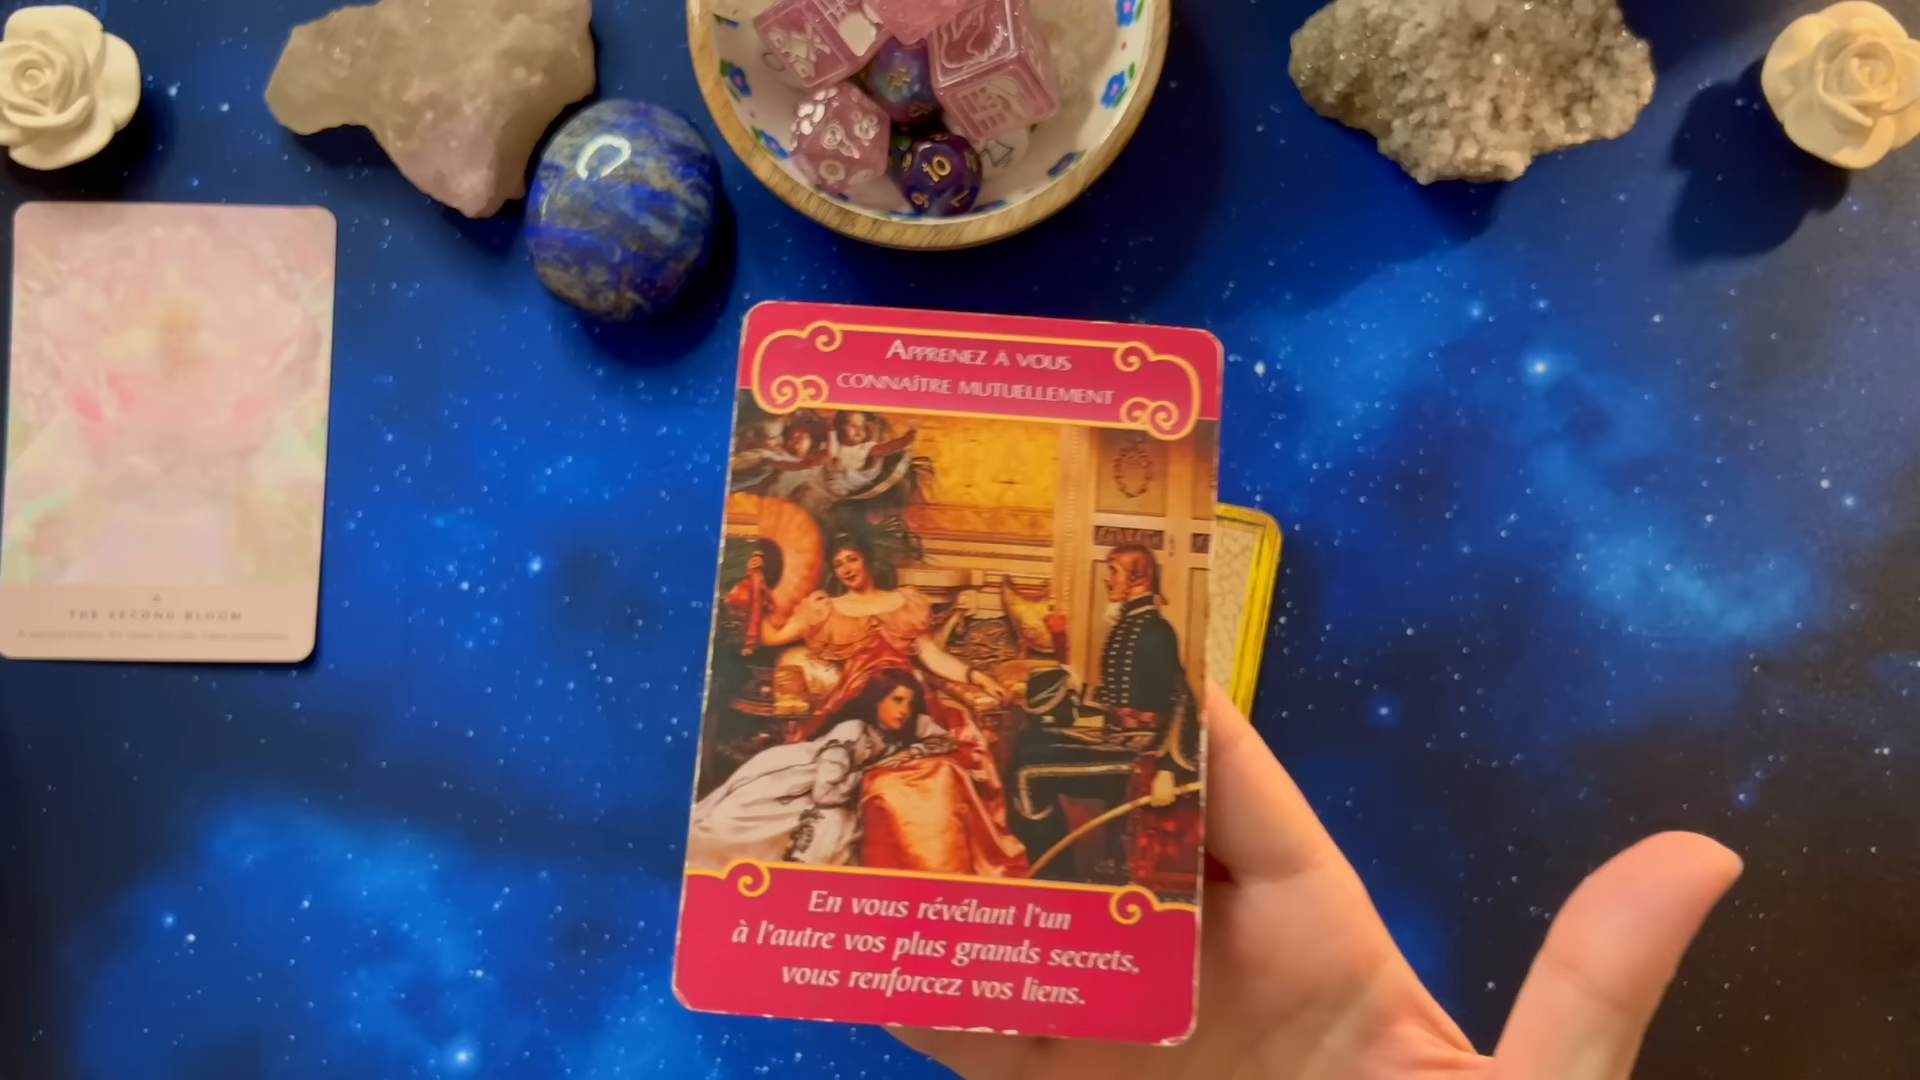 10
Apprenez à vous
connaître mutuellement
THE SECOND BLOOM
En vous révélant l'un
à l'autre vos plus grands secrets,
vous renforcez vos liens.